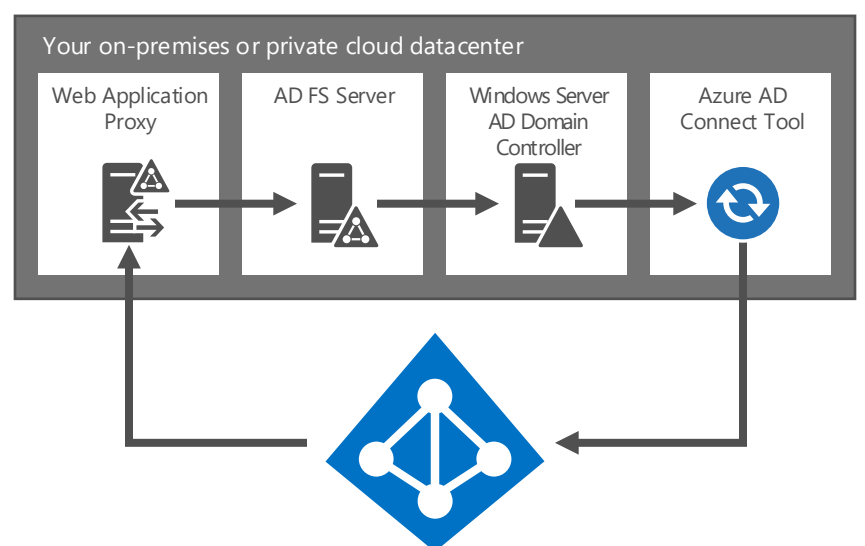 Your on-premises or private cloud datacenter
Web Application
Proxy
AD FS Server
Windows Server
AD Domain
Controller
Azure AD
Connect Tool